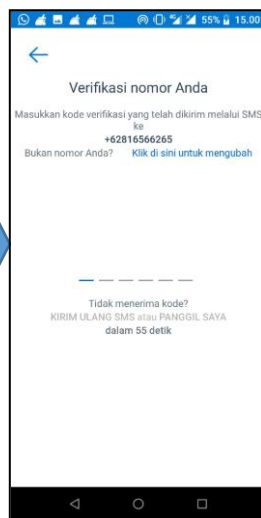 55% 15.00
Verifikasi nomor Anda
Masukkan kode verifikasi yang telah dikirim melalui SMS
ke
+62816566265
Bukan nomor Anda? Klik di sini untuk mengubah
Tidak menerima kode?
KIRIM ULANG SMS atau PANGGIL SAYA
dalam 55 detik